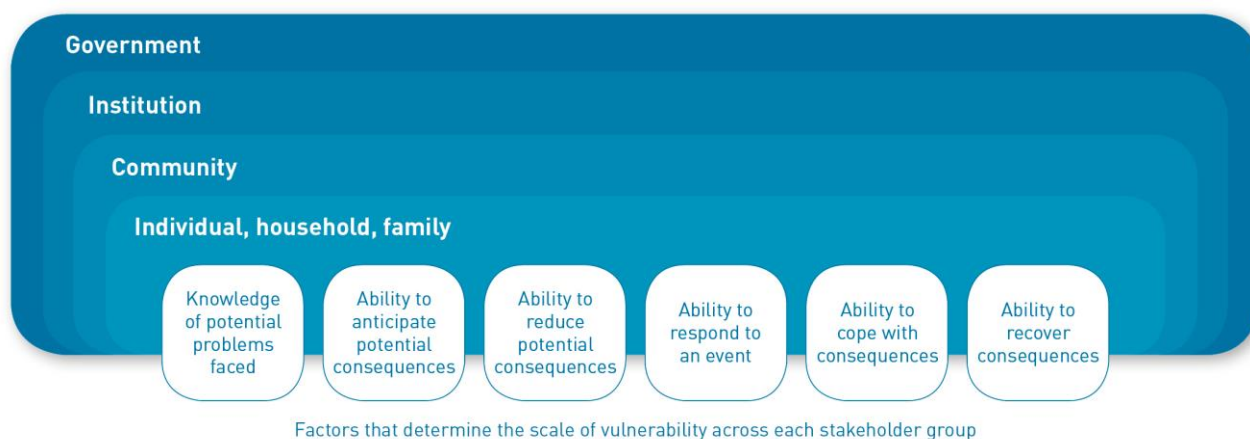 Government
Institution
Community
Individual, household, family
Knowledge
of potential
problems
faced
Ability to
anticipate
potential
consequences
Ability to
reduce
potential
consequences
Ability to
respond to
an event
Ability to
cope with
consequences
Ability to
recover
consequences
Factors that determine the scale of vulnerability across each stakeholder group